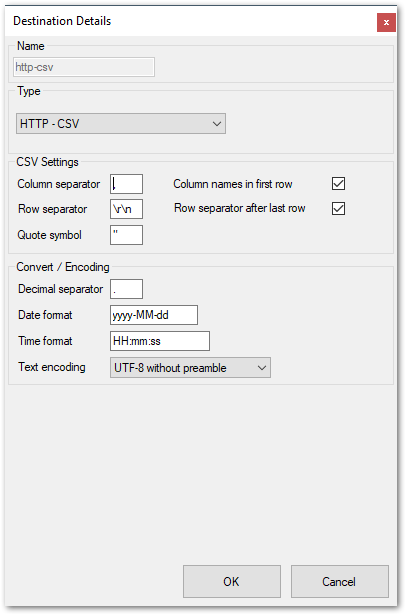 Destination Details
x
Name
http-csv
Type
HTTP - CSV
CSV Settings
Column separator , Column names in first row
Row separator \r\n Row separator after last row
Quote symbol "
Convert / Encoding
Decimal separator .
Date format yyyy-MM-dd
Time format HH:mm:ss
Text encoding UTF-8 without preamble
OK Cancel